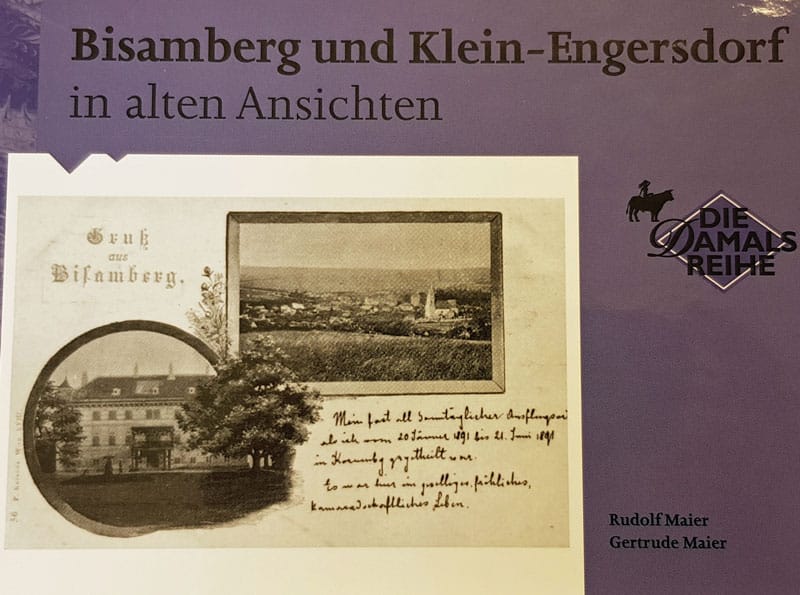 Bisamberg und Klein-Engersdorf
in alten Ansichten
DIE
DAMALS
REIHE
Gruß
aus
Bisamberg.
Mein fast all Sonntäglicher Ausflugsort
als ich vom 20 Jänner 1891 bis 21. Juni 1891
in Korneubg zugetheilt war.
Es war hier ein geselliges, fröhliches,
kameradschaftliches Leben.
Rudolf Maier
Gertrude Maier